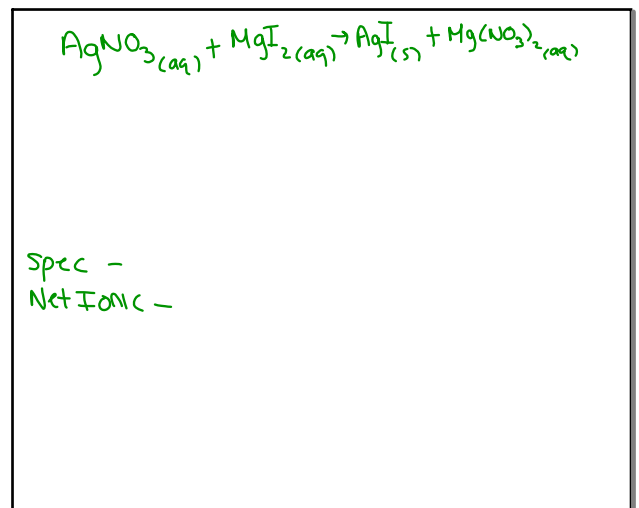 AgNO₃(aq) + MgI₂(aq) → AgI(s) + Mg(NO₃)₂(aq)
Spec –
Net Ionic –